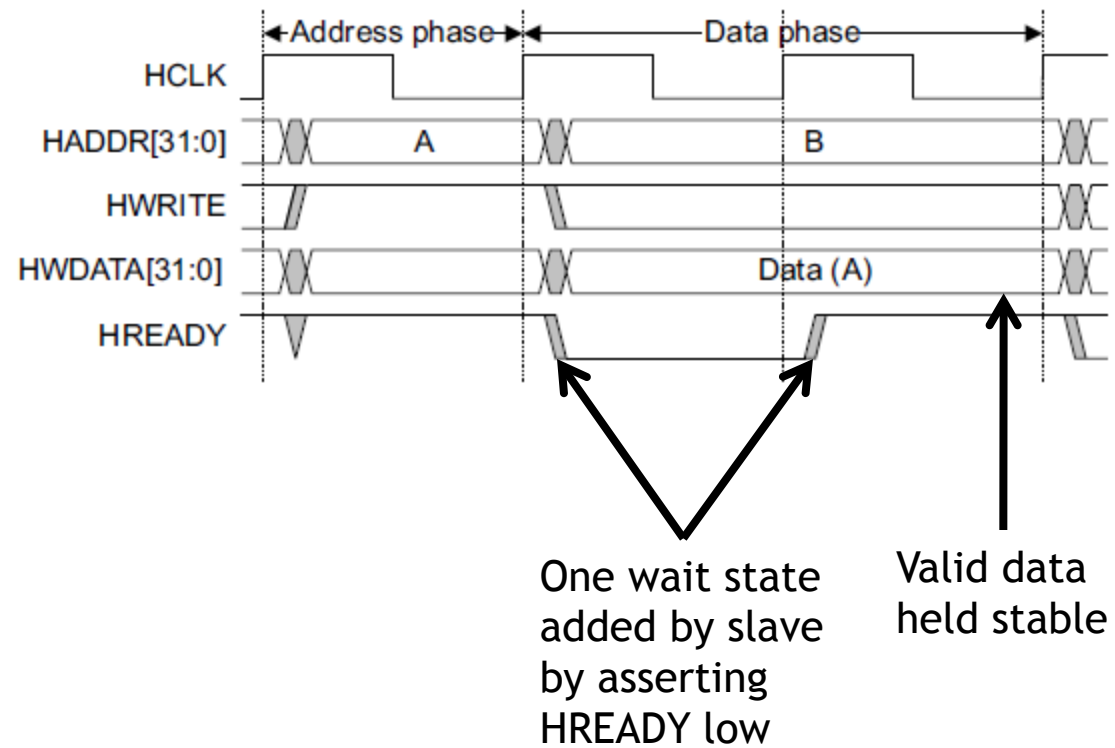 Address phase Data phase
HCLK
HADDR[31:0] A B
HWRITE
HWDATA[31:0] Data (A)
HREADY
One wait state
added by slave
by asserting
HREADY low
Valid data
held stable